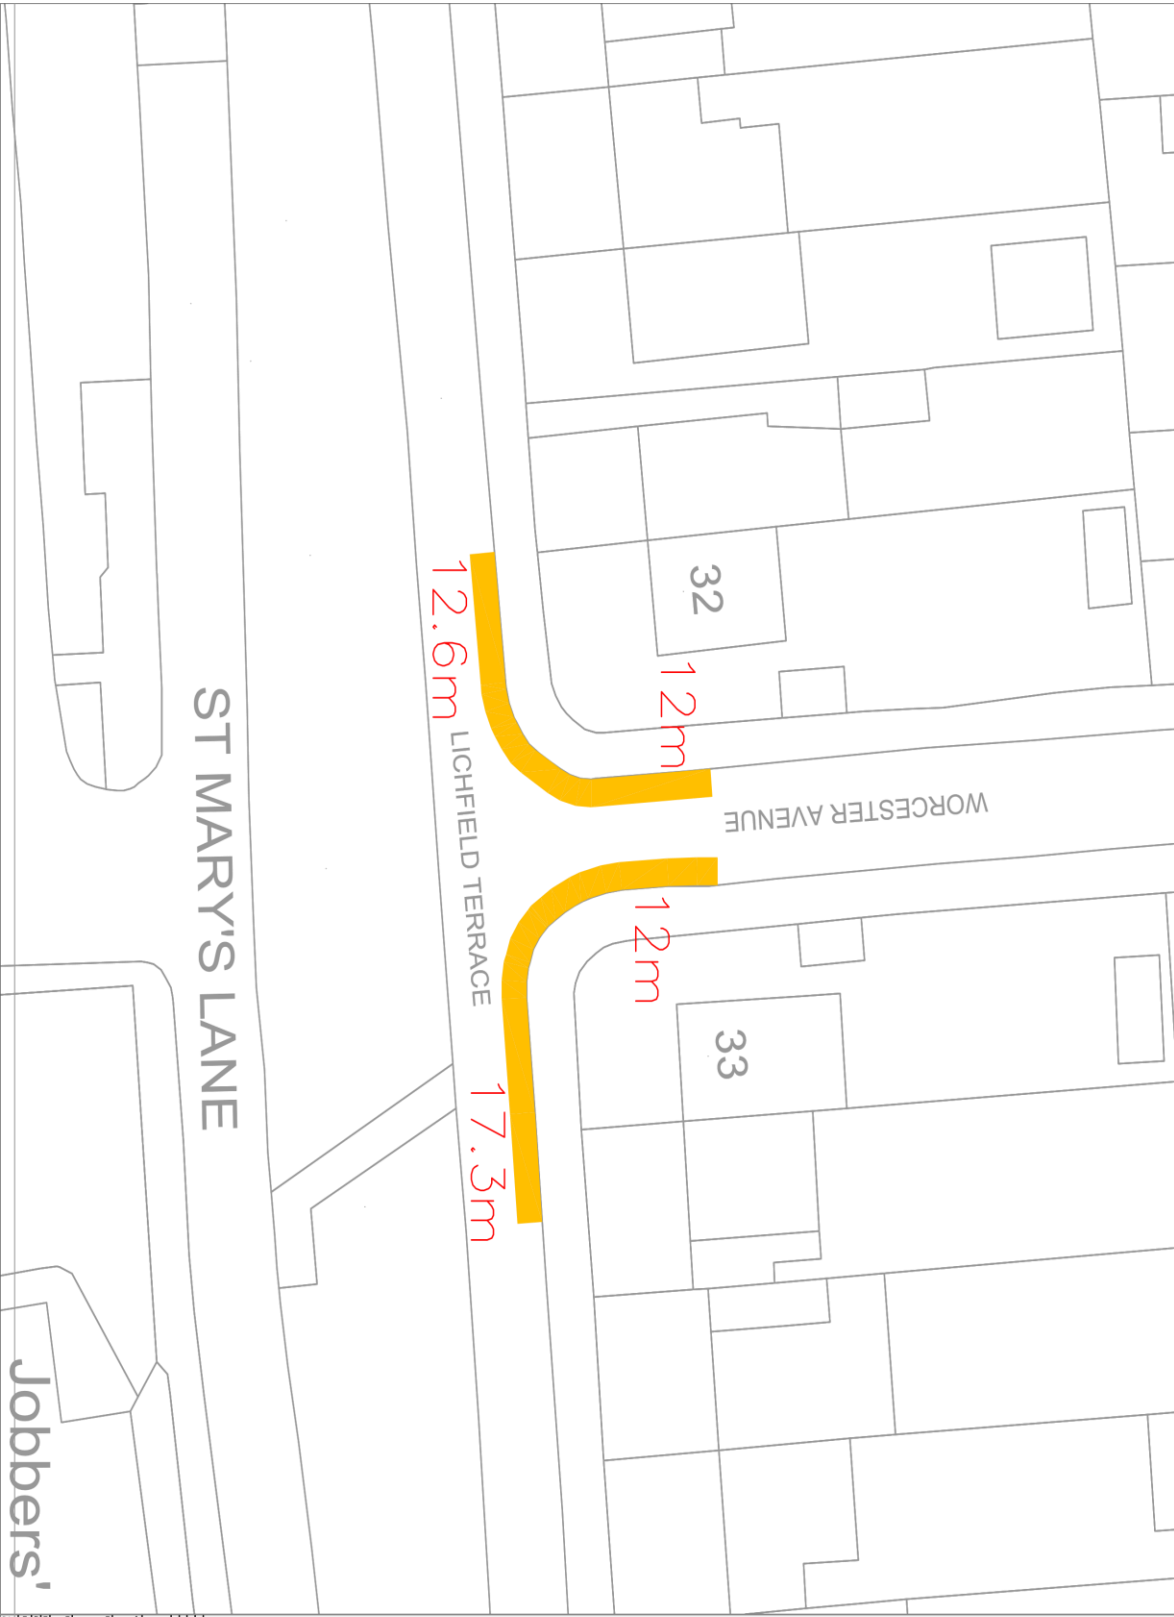 32
12m
12.6m
WORCESTER AVENUE
ST MARY'S LANE
LICHFIELD TERRACE
12m
33
17.3m
Jobbers'